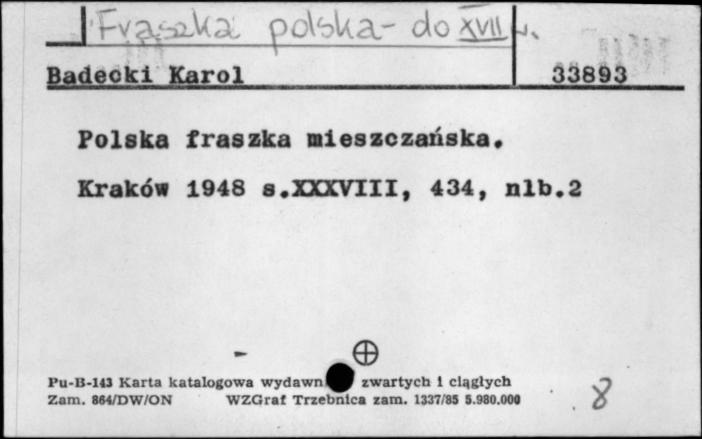 Fraszka polska - do XVII w.
Badecki Karol 33893
Polska fraszka mieszczańska.
Kraków 1948 s.XXXVIII, 434, nlb.2
Pu-B-143 Karta katalogowa wydawn. zwartych i ciągłych
Zam. 864/DW/ON WZGraf Trzebnica zam. 1337/85 5.980.000
8